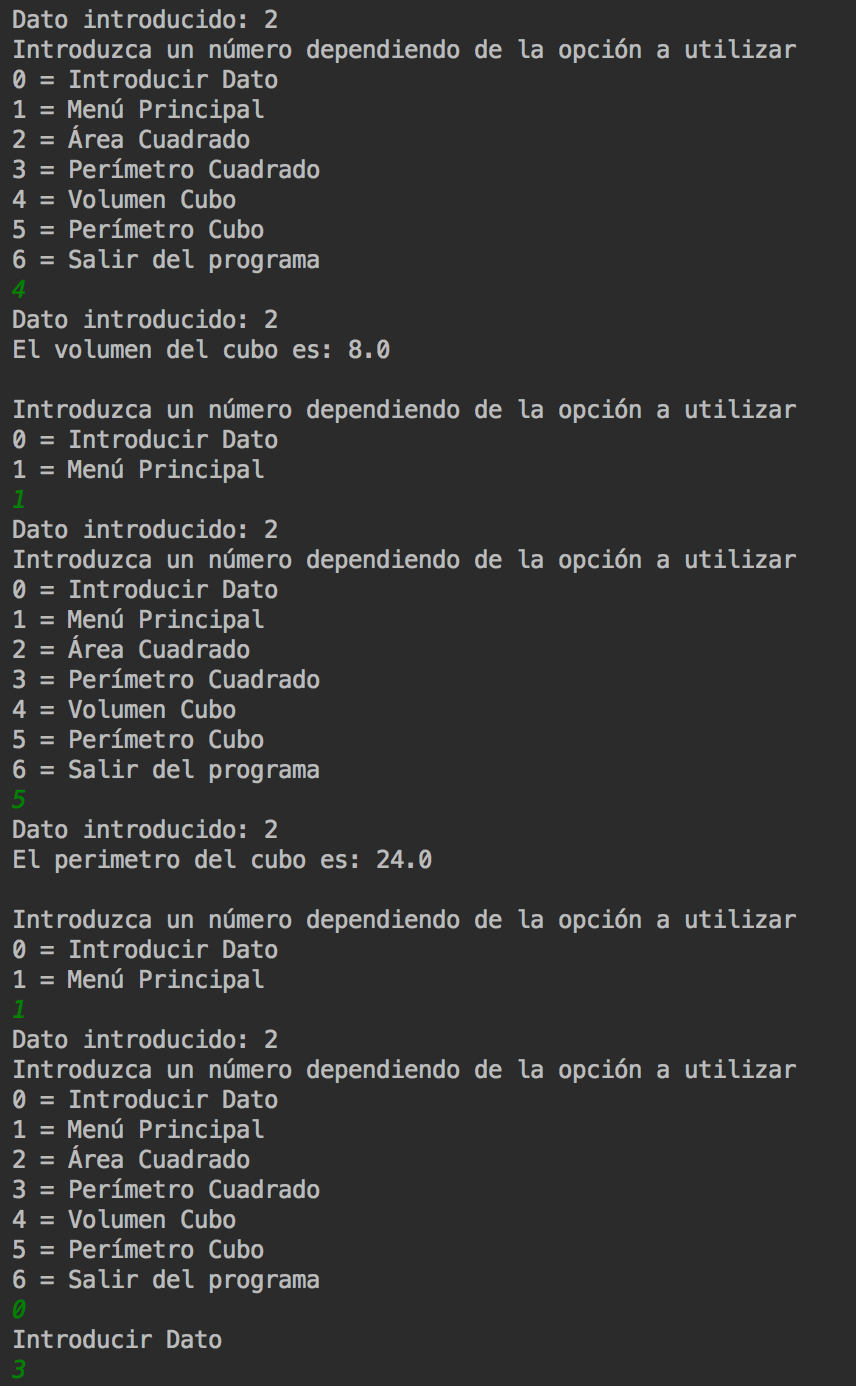 Dato introducido: 2
Introduzca un número dependiendo de la opción a utilizar
0 = Introducir Dato
1 = Menú Principal
2 = Área Cuadrado
3 = Perímetro Cuadrado
4 = Volumen Cubo
5 = Perímetro Cubo
6 = Salir del programa
4
Dato introducido: 2
El volumen del cubo es: 8.0

Introduzca un número dependiendo de la opción a utilizar
0 = Introducir Dato
1 = Menú Principal
1
Dato introducido: 2
Introduzca un número dependiendo de la opción a utilizar
0 = Introducir Dato
1 = Menú Principal
2 = Área Cuadrado
3 = Perímetro Cuadrado
4 = Volumen Cubo
5 = Perímetro Cubo
6 = Salir del programa
5
Dato introducido: 2
El perimetro del cubo es: 24.0

Introduzca un número dependiendo de la opción a utilizar
0 = Introducir Dato
1 = Menú Principal
1
Dato introducido: 2
Introduzca un número dependiendo de la opción a utilizar
0 = Introducir Dato
1 = Menú Principal
2 = Área Cuadrado
3 = Perímetro Cuadrado
4 = Volumen Cubo
5 = Perímetro Cubo
6 = Salir del programa
0
Introducir Dato
3